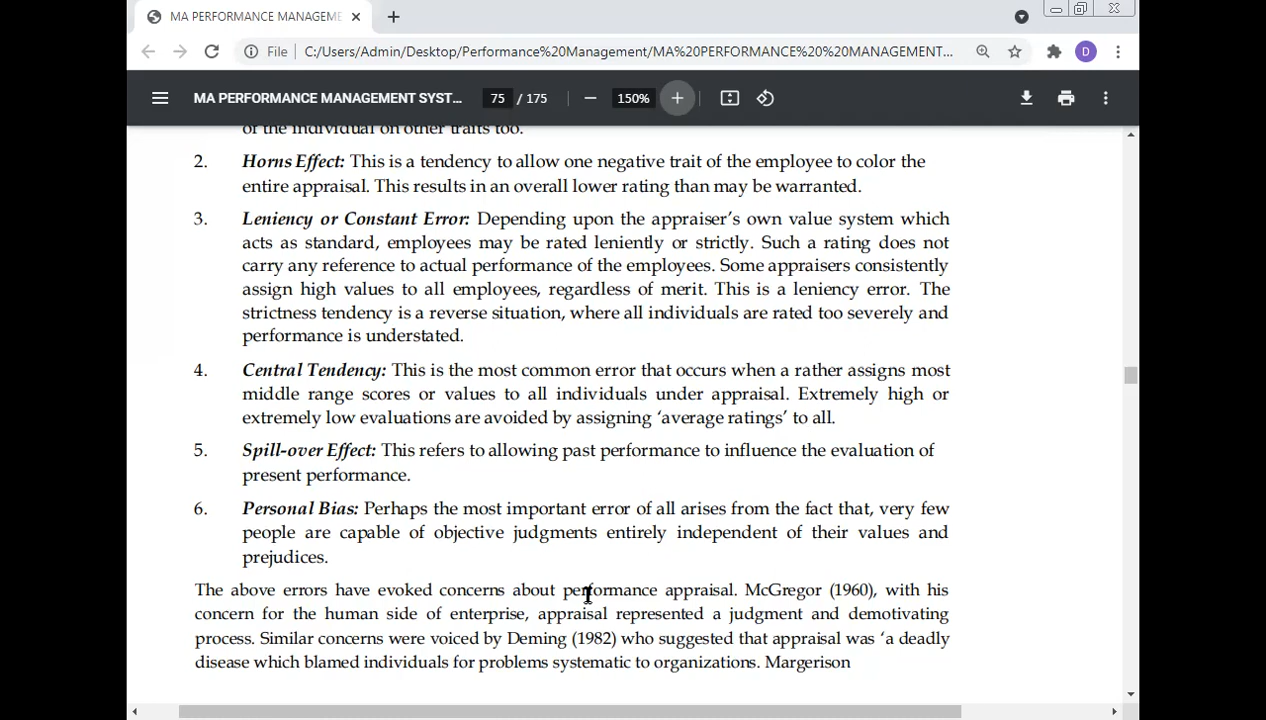 MA PERFORMANCE MANAGEME
File C:/Users/Admin/Desktop/Performance%20Management/MA%20PERFORMANCE%20%20MANAGEMENT... D
MA PERFORMANCE MANAGEMENT SYST... 75 / 175 150%
or the individual on other traits too.
2. Horns Effect: This is a tendency to allow one negative trait of the employee to color the
entire appraisal. This results in an overall lower rating than may be warranted.
3. Leniency or Constant Error: Depending upon the appraiser's own value system which
acts as standard, employees may be rated leniently or strictly. Such a rating does not
carry any reference to actual performance of the employees. Some appraisers consistently
assign high values to all employees, regardless of merit. This is a leniency error. The
strictness tendency is a reverse situation, where all individuals are rated too severely and
performance is understated.
4. Central Tendency: This is the most common error that occurs when a rather assigns most
middle range scores or values to all individuals under appraisal. Extremely high or
extremely low evaluations are avoided by assigning 'average ratings' to all.
5. Spill-over Effect: This refers to allowing past performance to influence the evaluation of
present performance.
6. Personal Bias: Perhaps the most important error of all arises from the fact that, very few
people are capable of objective judgments entirely independent of their values and
prejudices.
The above errors have evoked concerns about performance appraisal. McGregor (1960), with his
concern for the human side of enterprise, appraisal represented a judgment and demotivating
process. Similar concerns were voiced by Deming (1982) who suggested that appraisal was 'a deadly
disease which blamed individuals for problems systematic to organizations. Margerison